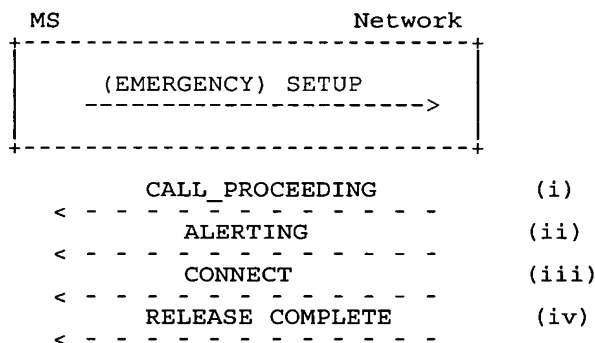 MS Network
(EMERGENCY) SETUP
CALL_PROCEEDING (i)
ALERTING (ii)
CONNECT (iii)
RELEASE COMPLETE (iv)